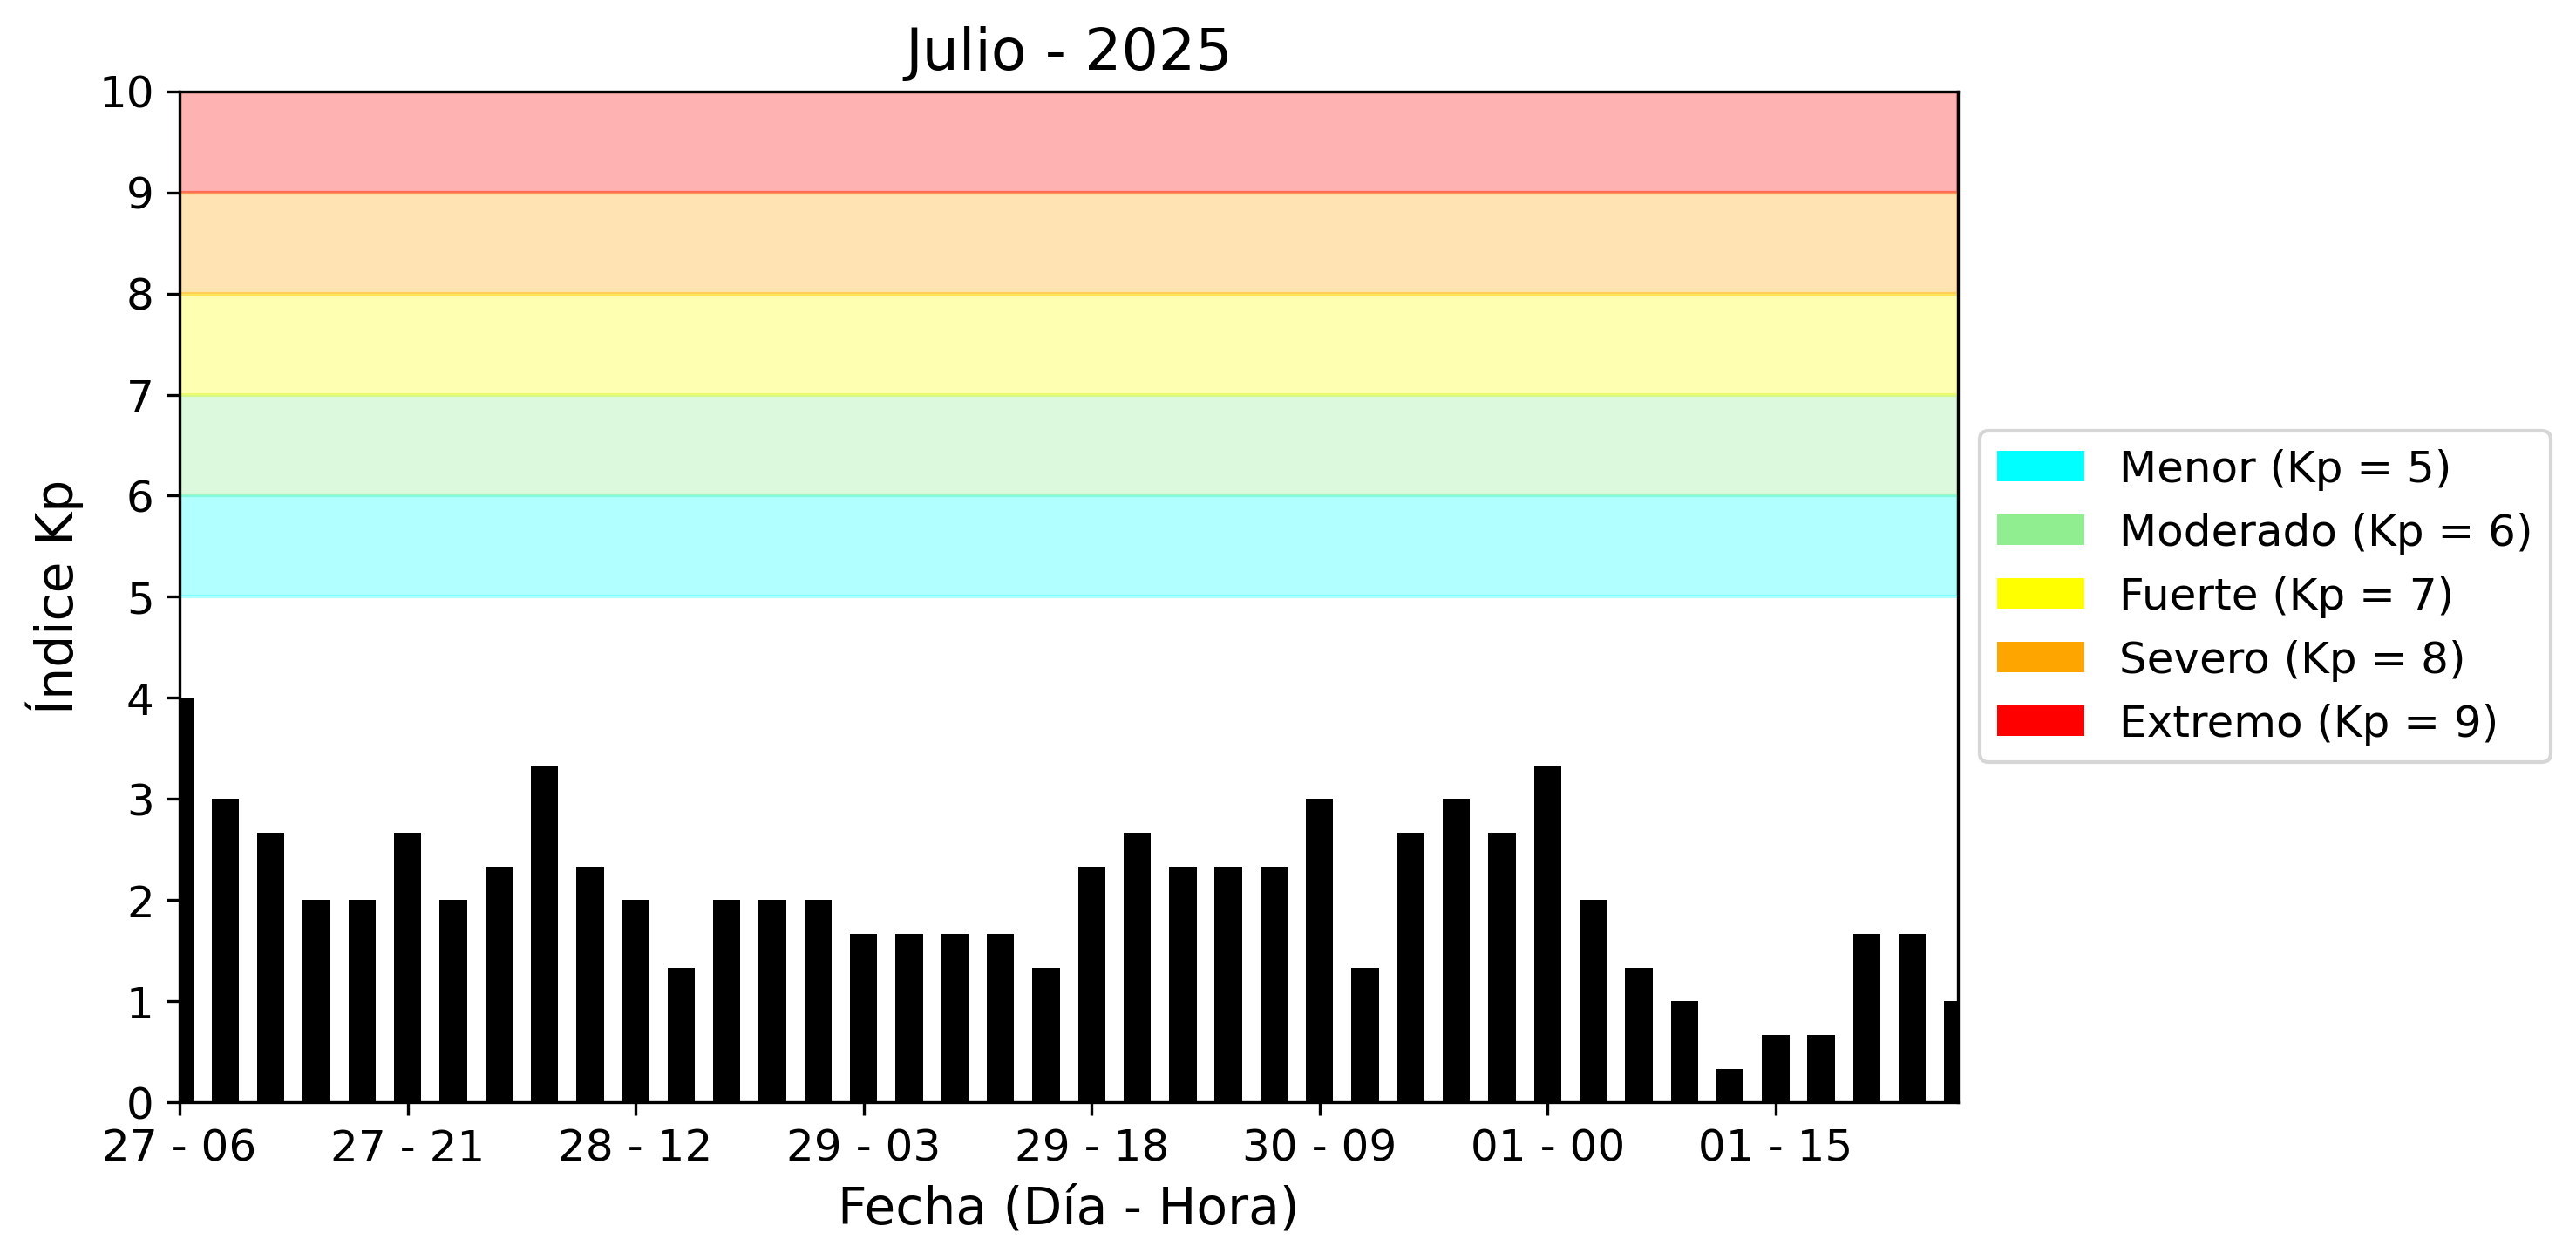 Julio - 2025
Índice Kp
10
9
8
7
6
5
4
3
2
1
0
27 - 06 27 - 21 28 - 12 29 - 03 29 - 18 30 - 09 01 - 00 01 - 15
Fecha (Día - Hora)
Menor (Kp = 5)
Moderado (Kp = 6)
Fuerte (Kp = 7)
Severo (Kp = 8)
Extremo (Kp = 9)